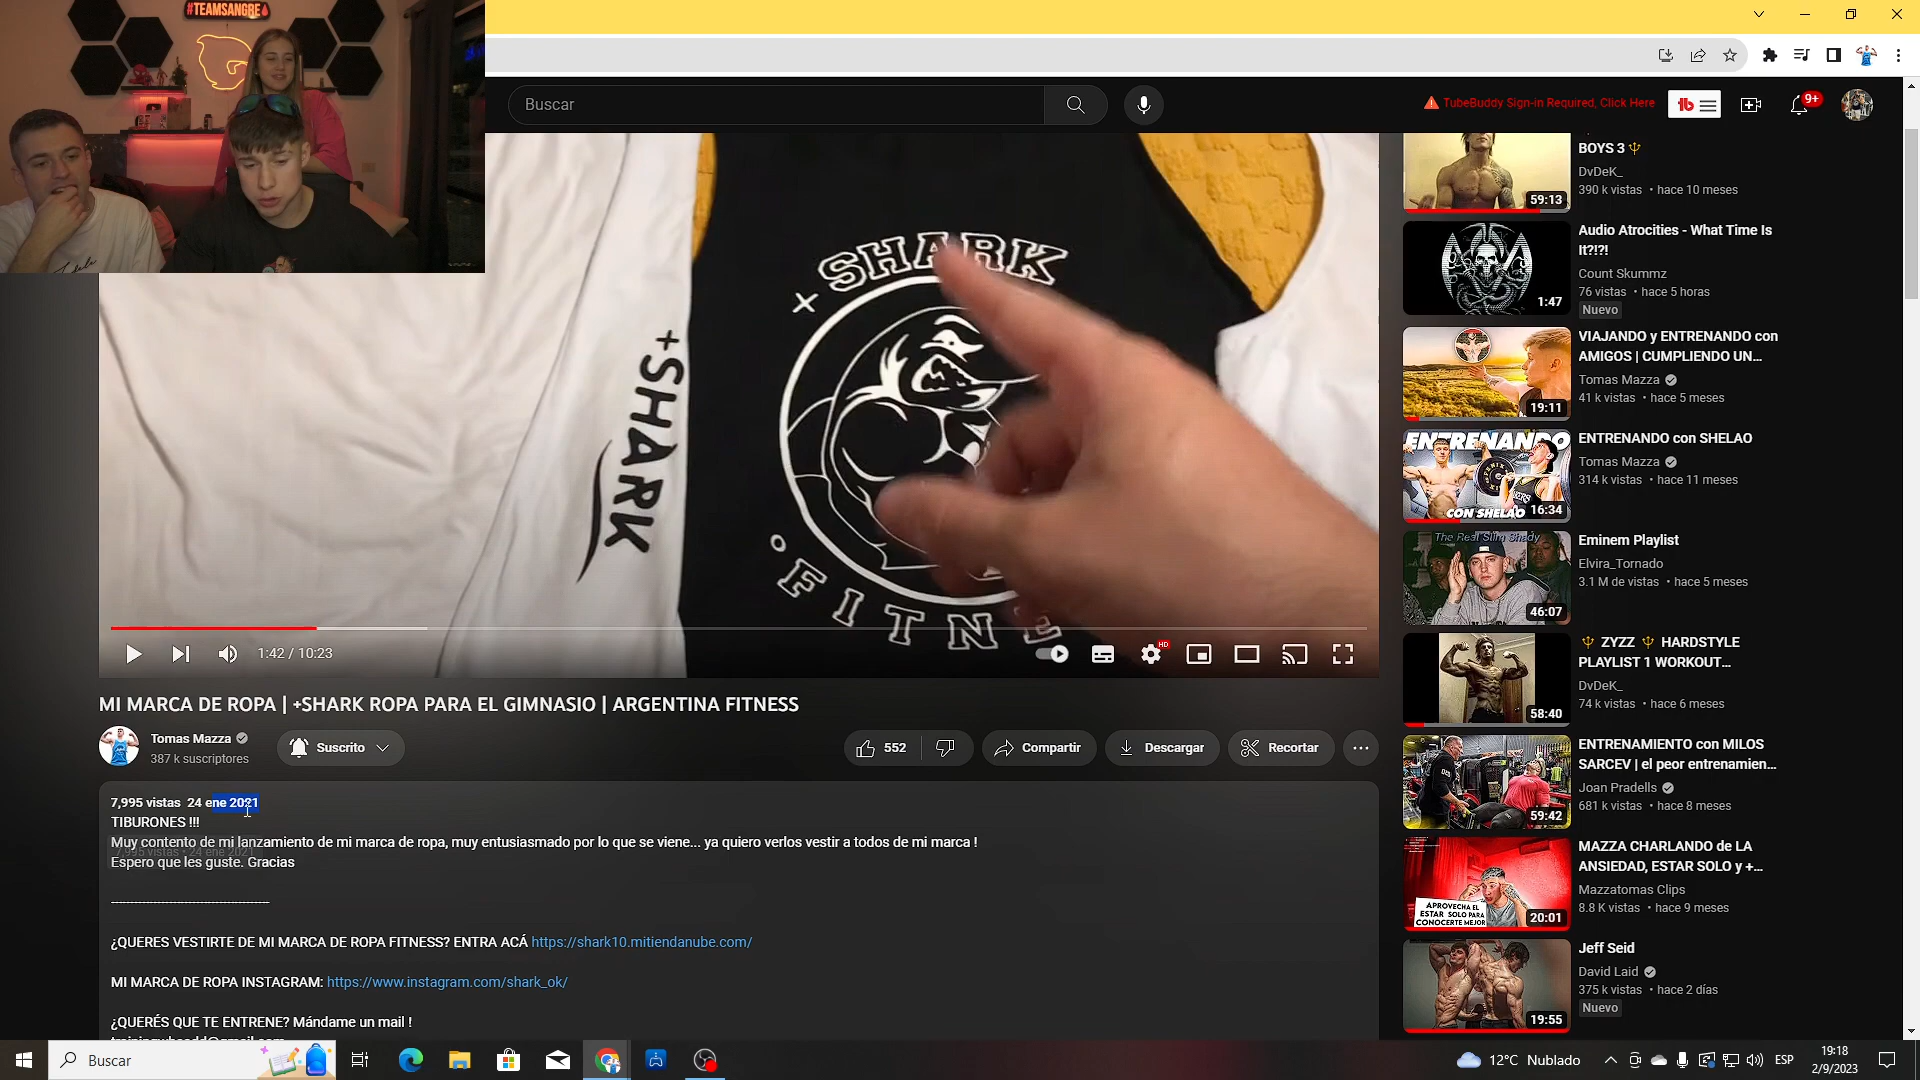 #TEAMSANGRE
Buscar
TubeBuddy Sign-in Required, Click Here
9+
SHARK
+SHARK
FITNE
1:42 / 10:23
HD
MI MARCA DE ROPA | +SHARK ROPA PARA EL GIMNASIO | ARGENTINA FITNESS
Tomas Mazza
387 k suscriptores
Suscrito
552
Compartir
Descargar
Recortar
7,995 vistas 24 ene 2021
TIBURONES !!!
Muy contento de mi lanzamiento de mi marca de ropa, muy entusiasmado por lo que se viene... ya quiero verlos vestir a todos de mi marca !
7,995 vistas • 24 ene 2021
Espero que les guste. Gracias
¿QUERES VESTIRTE DE MI MARCA DE ROPA FITNESS? ENTRA ACÁ https://shark10.mitiendanube.com/
MI MARCA DE ROPA INSTAGRAM: https://www.instagram.com/shark_ok/
¿QUERÉS QUE TE ENTRENE? Mándame un mail !
BOYS 3
DvDeK_
390 k vistas • hace 10 meses
59:13
Audio Atrocities - What Time Is
It?!?!
Count Skummz
76 vistas • hace 5 horas
Nuevo
1:47
VIAJANDO y ENTRENANDO con
AMIGOS | CUMPLIENDO UN...
Tomas Mazza
41 k vistas • hace 5 meses
19:11
ENTRENANDO
CON SHELAO
16:34
ENTRENANDO con SHELAO
Tomas Mazza
314 k vistas • hace 11 meses
The Real Slim Shady
46:07
Eminem Playlist
Elvira_Tornado
3.1 M de vistas • hace 5 meses
ZYZZ HARDSTYLE
PLAYLIST 1 WORKOUT...
DvDeK_
74 k vistas • hace 6 meses
58:40
ENTRENAMIENTO con MILOS
SARCEV | el peor entrenamien...
Joan Pradells
681 k vistas • hace 8 meses
59:42
MAZZA CHARLANDO de LA
ANSIEDAD, ESTAR SOLO y +...
Mazzatomas Clips
8.8 K vistas • hace 9 meses
APROVECHA EL
ESTAR SOLO PARA
CONOCERTE MEJOR
20:01
Jeff Seid
David Laid
375 k vistas • hace 2 días
Nuevo
19:55
Buscar
12°C Nublado
ESP
19:18
2/9/2023